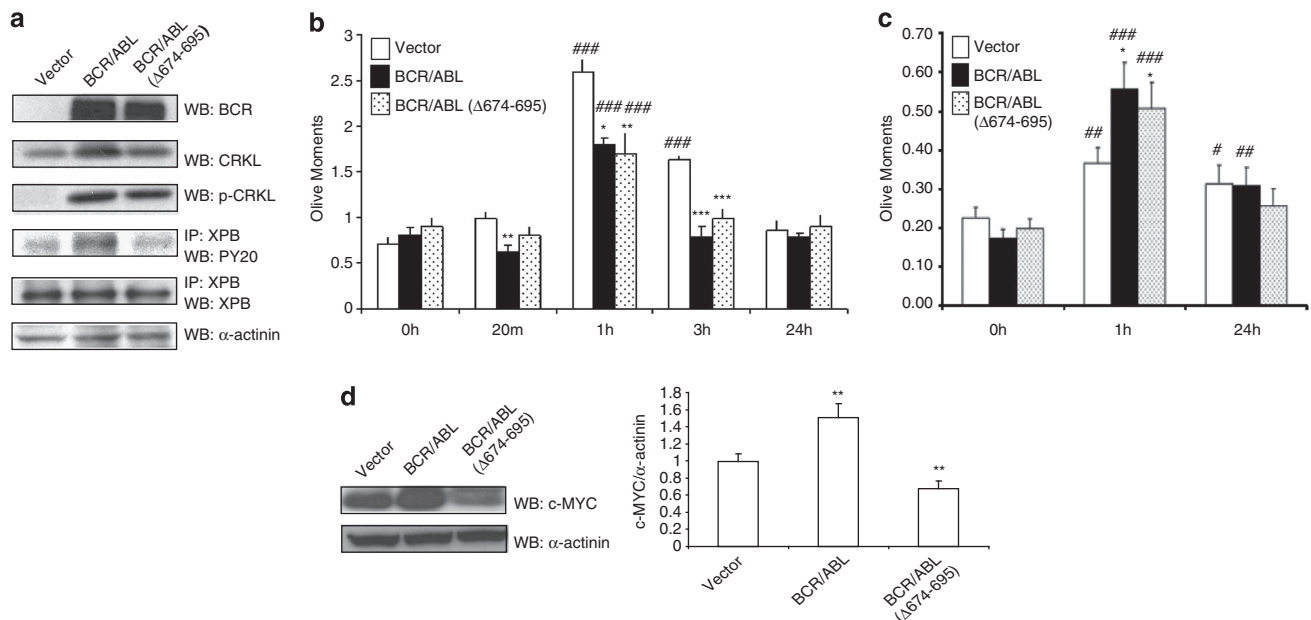 a
Vector
BCR/ABL
BCR/ABL
(Δ674-695)
WB: BCR
WB: CRKL
WB: p-CRKL
IP: XPB
WB: PY20
IP: XPB
WB: XPB
WB: α-actinin
b
Olive Moments
3
2.5
2
1.5
1
0.5
0
Vector
BCR/ABL
BCR/ABL (Δ674-695)
**
###
### ###
* **
###
*** ***
0h 20m 1h 3h 24h
c
Olive Moments
0.70
0.60
0.50
0.40
0.30
0.20
0.10
0.00
Vector
BCR/ABL
BCR/ABL
(Δ674-695)
##
###
*
###
*
# ##
0h 1h 24h
d
Vector
BCR/ABL
BCR/ABL
(Δ674-695)
WB: c-MYC
WB: α-actinin
c-MYC/α-actinin
1.8
1.6
1.4
1.2
1
0.8
0.6
0.4
0.2
0
**
**
Vector
BCR/ABL
BCR/ABL
(Δ674-695)